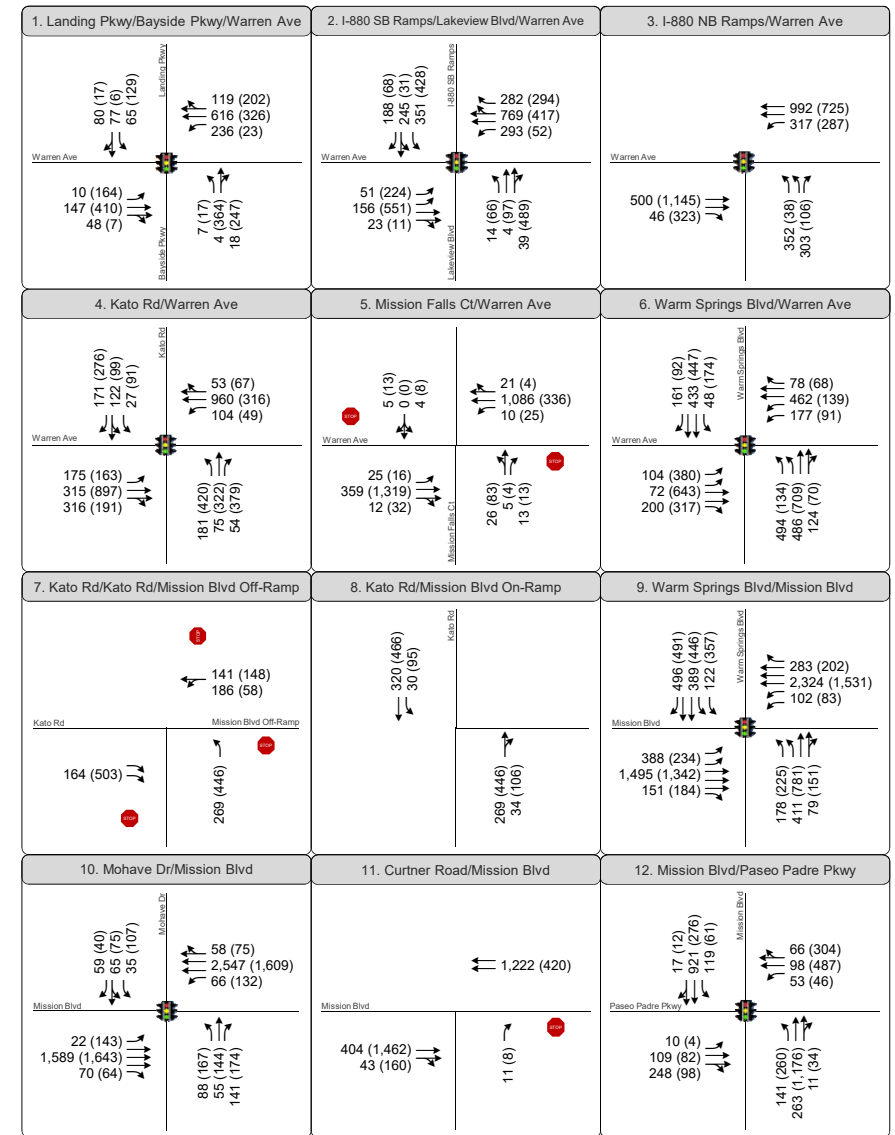 1. Landing Pkwy/Bayside Pkwy/Warren Ave
80 (17)
77 (6)
65 (129)
Landing Pkwy
119 (202)
616 (326)
236 (23)
Warren Ave
10 (164)
147 (410)
48 (7)
Bayside Pkwy
7 (17)
4 (364)
18 (247)
2. I-880 SB Ramps/Lakeview Blvd/Warren Ave
188 (68)
245 (31)
351 (428)
I-880 SB Ramps
282 (294)
769 (417)
293 (52)
Warren Ave
51 (224)
156 (551)
23 (11)
Lakeview Blvd
14 (66)
4 (97)
39 (489)
3. I-880 NB Ramps/Warren Ave
992 (725)
317 (287)
Warren Ave
500 (1,145)
46 (323)
352 (38)
303 (106)
4. Kato Rd/Warren Ave
171 (276)
122 (99)
27 (91)
Kato Rd
53 (67)
960 (316)
104 (49)
Warren Ave
175 (163)
315 (897)
316 (191)
181 (420)
75 (322)
54 (379)
5. Mission Falls Ct/Warren Ave
5 (13)
0 (0)
4 (8)
21 (4)
1,086 (336)
10 (25)
STOP
Warren Ave
STOP
25 (16)
359 (1,319)
12 (32)
Mission Falls Ct
26 (83)
5 (4)
13 (13)
6. Warm Springs Blvd/Warren Ave
161 (92)
433 (447)
48 (174)
Warm Springs Blvd
78 (68)
462 (139)
177 (91)
Warren Ave
104 (380)
72 (643)
200 (317)
494 (134)
486 (709)
124 (70)
7. Kato Rd/Kato Rd/Mission Blvd Off-Ramp
STOP
141 (148)
186 (58)
Kato Rd
Mission Blvd Off-Ramp
STOP
164 (503)
269 (446)
STOP
8. Kato Rd/Mission Blvd On-Ramp
320 (466)
30 (95)
Kato Rd
269 (446)
34 (106)
9. Warm Springs Blvd/Mission Blvd
496 (491)
389 (446)
122 (357)
Warm Springs Blvd
283 (202)
2,324 (1,531)
102 (83)
Mission Blvd
388 (234)
1,495 (1,342)
151 (184)
178 (225)
411 (781)
79 (151)
10. Mohave Dr/Mission Blvd
59 (40)
65 (75)
35 (107)
Mohave Dr
58 (75)
2,547 (1,609)
66 (132)
Mission Blvd
22 (143)
1,589 (1,643)
70 (64)
88 (167)
55 (144)
141 (174)
11. Curtner Road/Mission Blvd
1,222 (420)
Mission Blvd
STOP
404 (1,462)
43 (160)
11 (8)
12. Mission Blvd/Paseo Padre Pkwy
17 (12)
921 (276)
119 (61)
Mission Blvd
66 (304)
98 (487)
53 (46)
Paseo Padre Pkwy
10 (4)
109 (82)
248 (98)
141 (260)
263 (1,176)
11 (34)